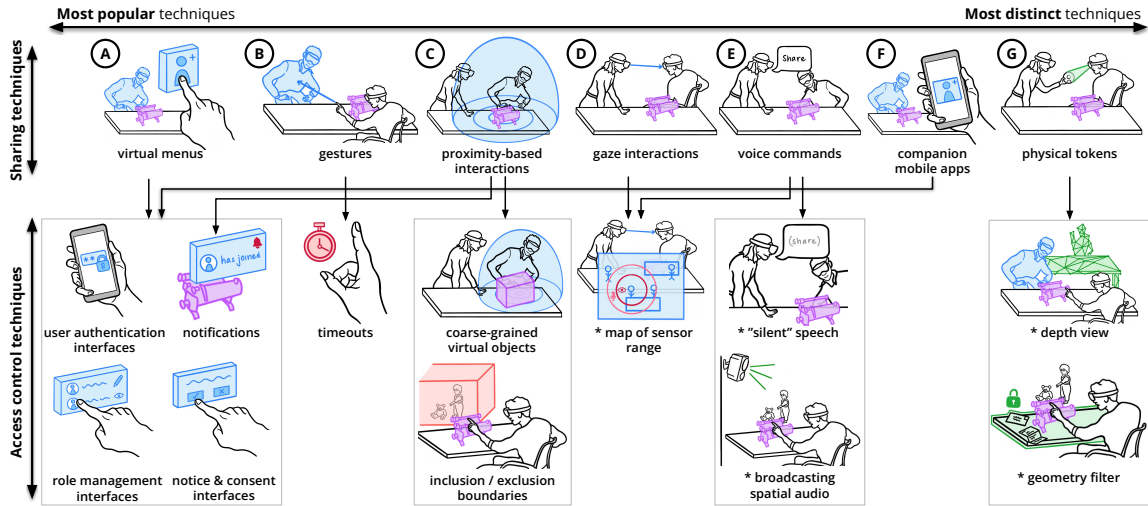 Most popular techniques
Most distinct techniques
Sharing techniques
A
B
C
D
E
F
G
Share
virtual menus
gestures
proximity-based
interactions
gaze interactions
voice commands
companion
mobile apps
physical tokens
Access control techniques
**
has joined
(share)
user authentication
interfaces
notifications
timeouts
coarse-grained
virtual objects
* map of sensor
range
* “silent” speech
* depth view
role management
interfaces
notice & consent
interfaces
inclusion / exclusion
boundaries
* broadcasting
spatial audio
* geometry filter